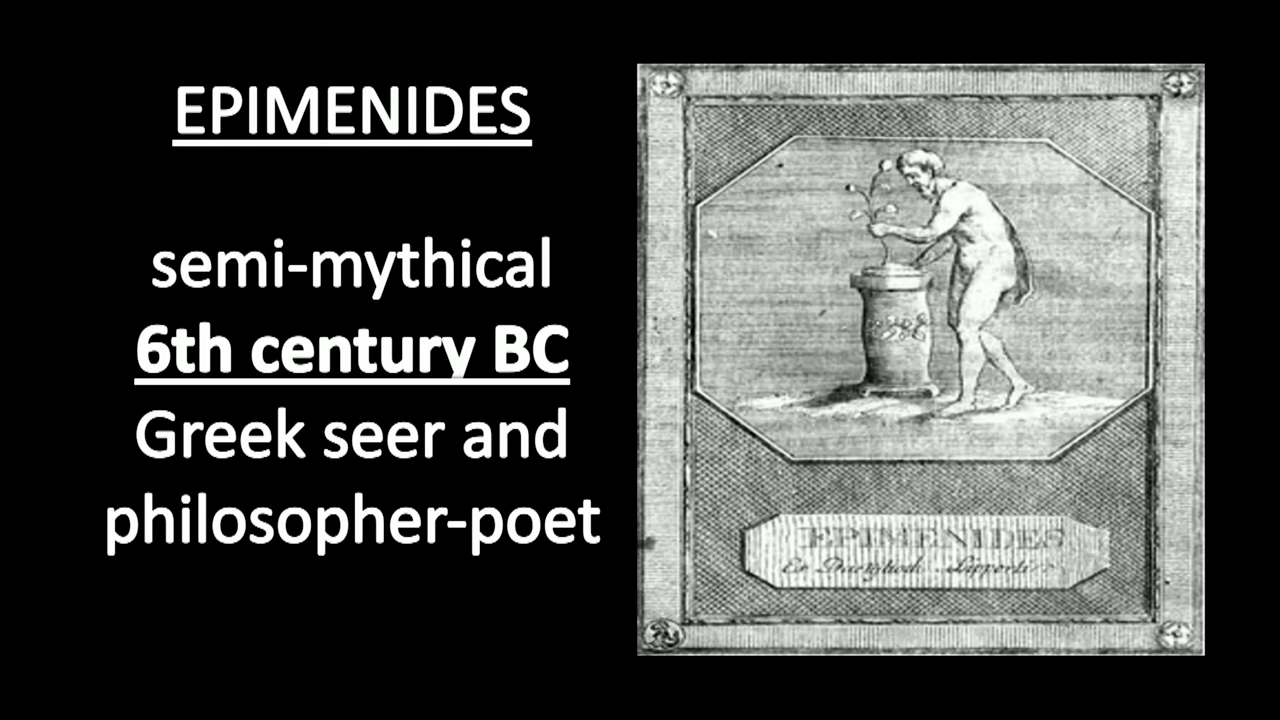 EPIMENIDES
semi-mythical
6th century BC
Greek seer and
philosopher-poet
EPIMENIDES